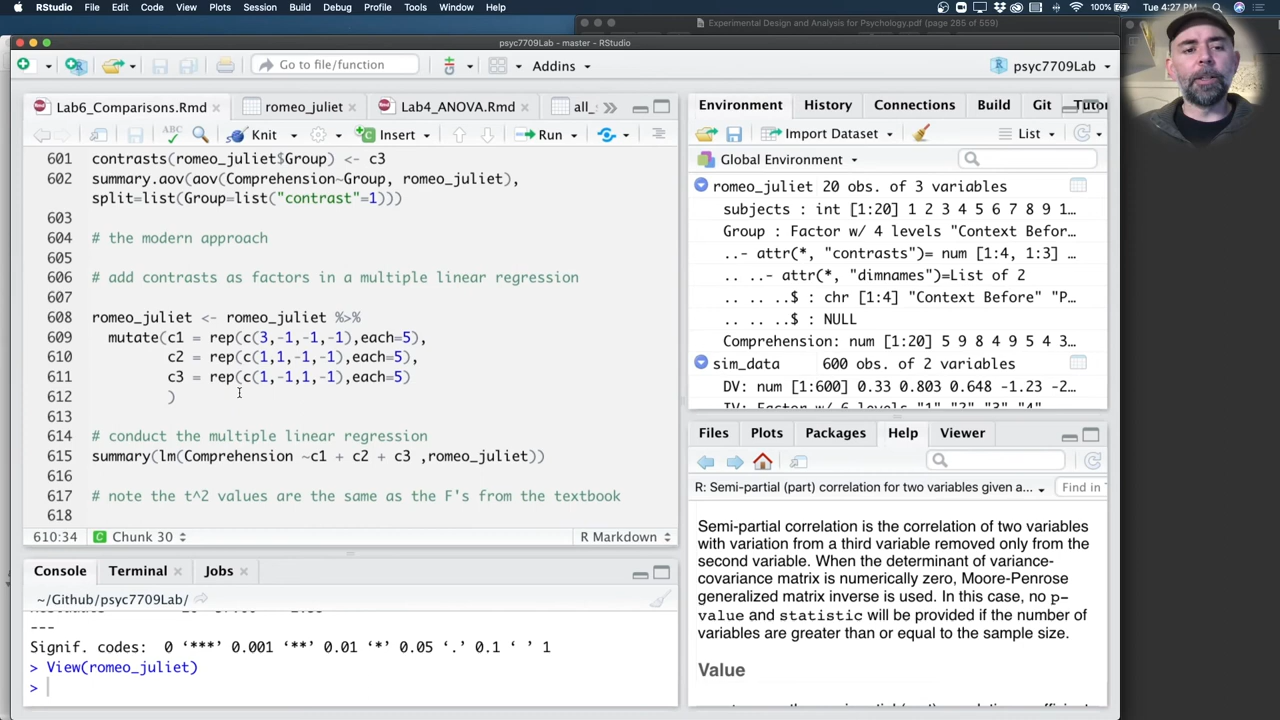 RStudio File Edit Code View Plots Session Build Debug Profile Tools Window Help
100% Tue 4:27 PM
Experimental Design and Analysis for Psychology.pdf (page 285 of 559)
psyc7709Lab - master - RStudio
Go to file/function Addins psyc7709Lab
Lab6_Comparisons.Rmd romeo_juliet Lab4_ANOVA.Rmd all_
Knit Insert Run
601 contrasts(romeo_juliet$Group) <- c3
602 summary.aov(aov(Comprehension~Group, romeo_juliet),
split=list(Group=list("contrast"=1)))
603
604 # the modern approach
605
606 # add contrasts as factors in a multiple linear regression
607
608 romeo_juliet <- romeo_juliet %>%
609 mutate(c1 = rep(c(3,-1,-1,-1),each=5),
610 c2 = rep(c(1,1,-1,-1),each=5),
611 c3 = rep(c(1,-1,1,-1),each=5)
612 )
613
614 # conduct the multiple linear regression
615 summary(lm(Comprehension ~c1 + c2 + c3 ,romeo_juliet))
616
617 # note the t^2 values are the same as the F's from the textbook
618
610:34 Chunk 30 R Markdown
Console Terminal Jobs
~/Github/psyc7709Lab/
---
Signif. codes: 0 ‘***’ 0.001 ‘**’ 0.01 ‘*’ 0.05 ‘.’ 0.1 ‘ ’ 1
> View(romeo_juliet)
>
Environment History Connections Build Git
Import Dataset List
Global Environment
romeo_juliet 20 obs. of 3 variables
subjects : int [1:20] 1 2 3 4 5 6 7 8 9 1…
Group : Factor w/ 4 levels "Context Befor…
..- attr(*, "contrasts")= num [1:4, 1:3] …
.. ..- attr(*, "dimnames")=List of 2
.. .. ..$ : chr [1:4] "Context Before" "P…
.. .. ..$ : NULL
Comprehension: num [1:20] 5 9 8 4 9 5 4 3…
sim_data 600 obs. of 2 variables
DV: num [1:600] 0.33 0.803 0.648 -1.23 -2…
IV: Factor w/ 6 levels "1" "2" "3" "4"
Files Plots Packages Help Viewer
R: Semi-partial (part) correlation for two variables given a... Find in
Semi-partial correlation is the correlation of two variables
with variation from a third variable removed only from the
second variable. When the determinant of variance-
covariance matrix is numerically zero, Moore-Penrose
generalized matrix inverse is used. In this case, no p-
value and statistic will be provided if the number of
variables are greater than or equal to the sample size.
Value